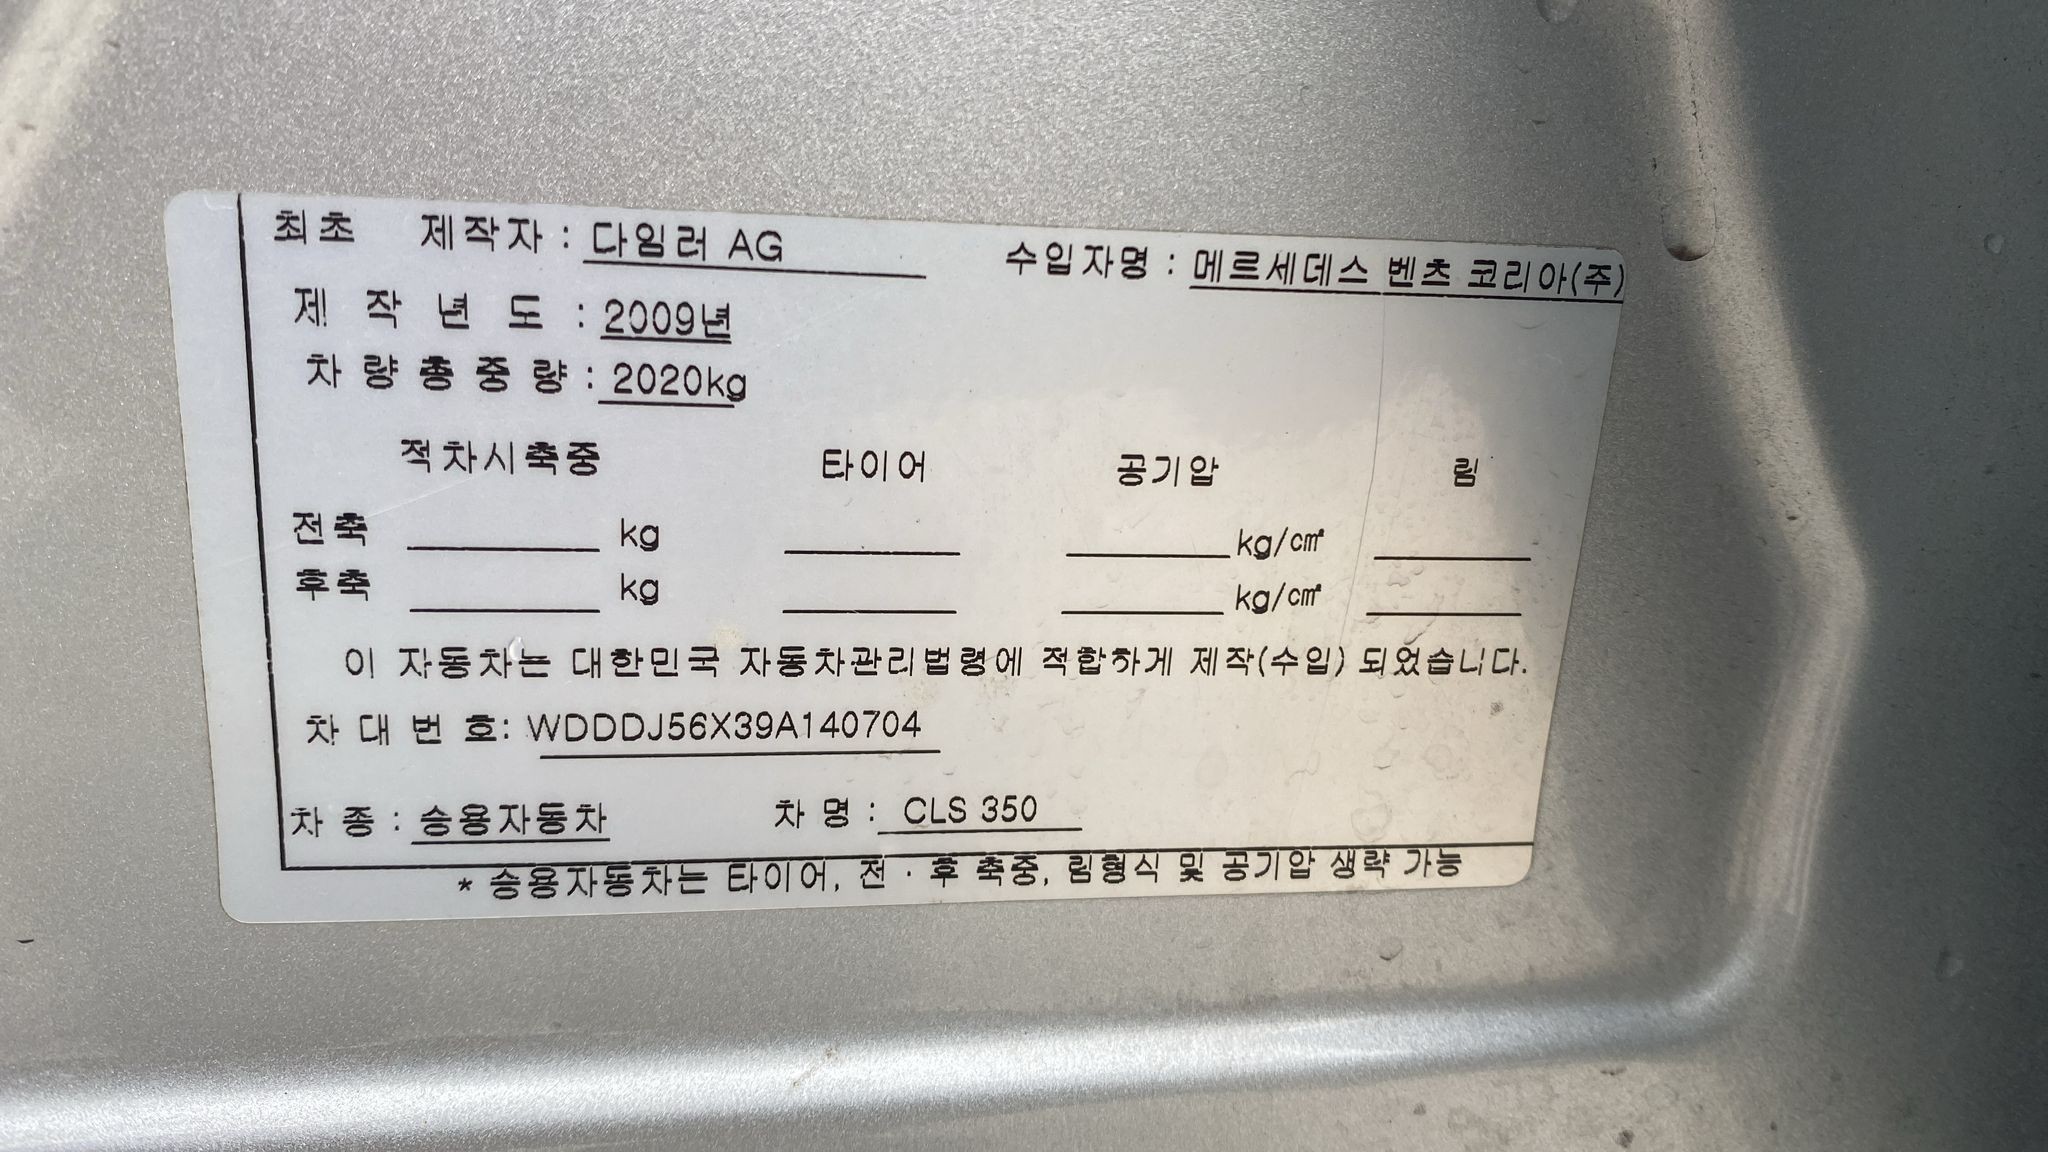 최초 제작자 : 다임러 AG 수입자명 : 메르세데스 벤츠 코리아(주)
제 작 년 도 : 2009년
차 량 총 중 량 : 2020kg
적차시축중 타이어 공기압 림
전축 kg kg/㎠
후축 kg kg/㎠
이 자동차는 대한민국 자동차관리법령에 적합하게 제작(수입) 되었습니다.
차 대 번 호: WDDDJ56X39A140704
차 종 : 승용자동차 차 명 : CLS 350
* 승용자동차는 타이어, 전 · 후 축중, 림형식 및 공기압 생략 가능